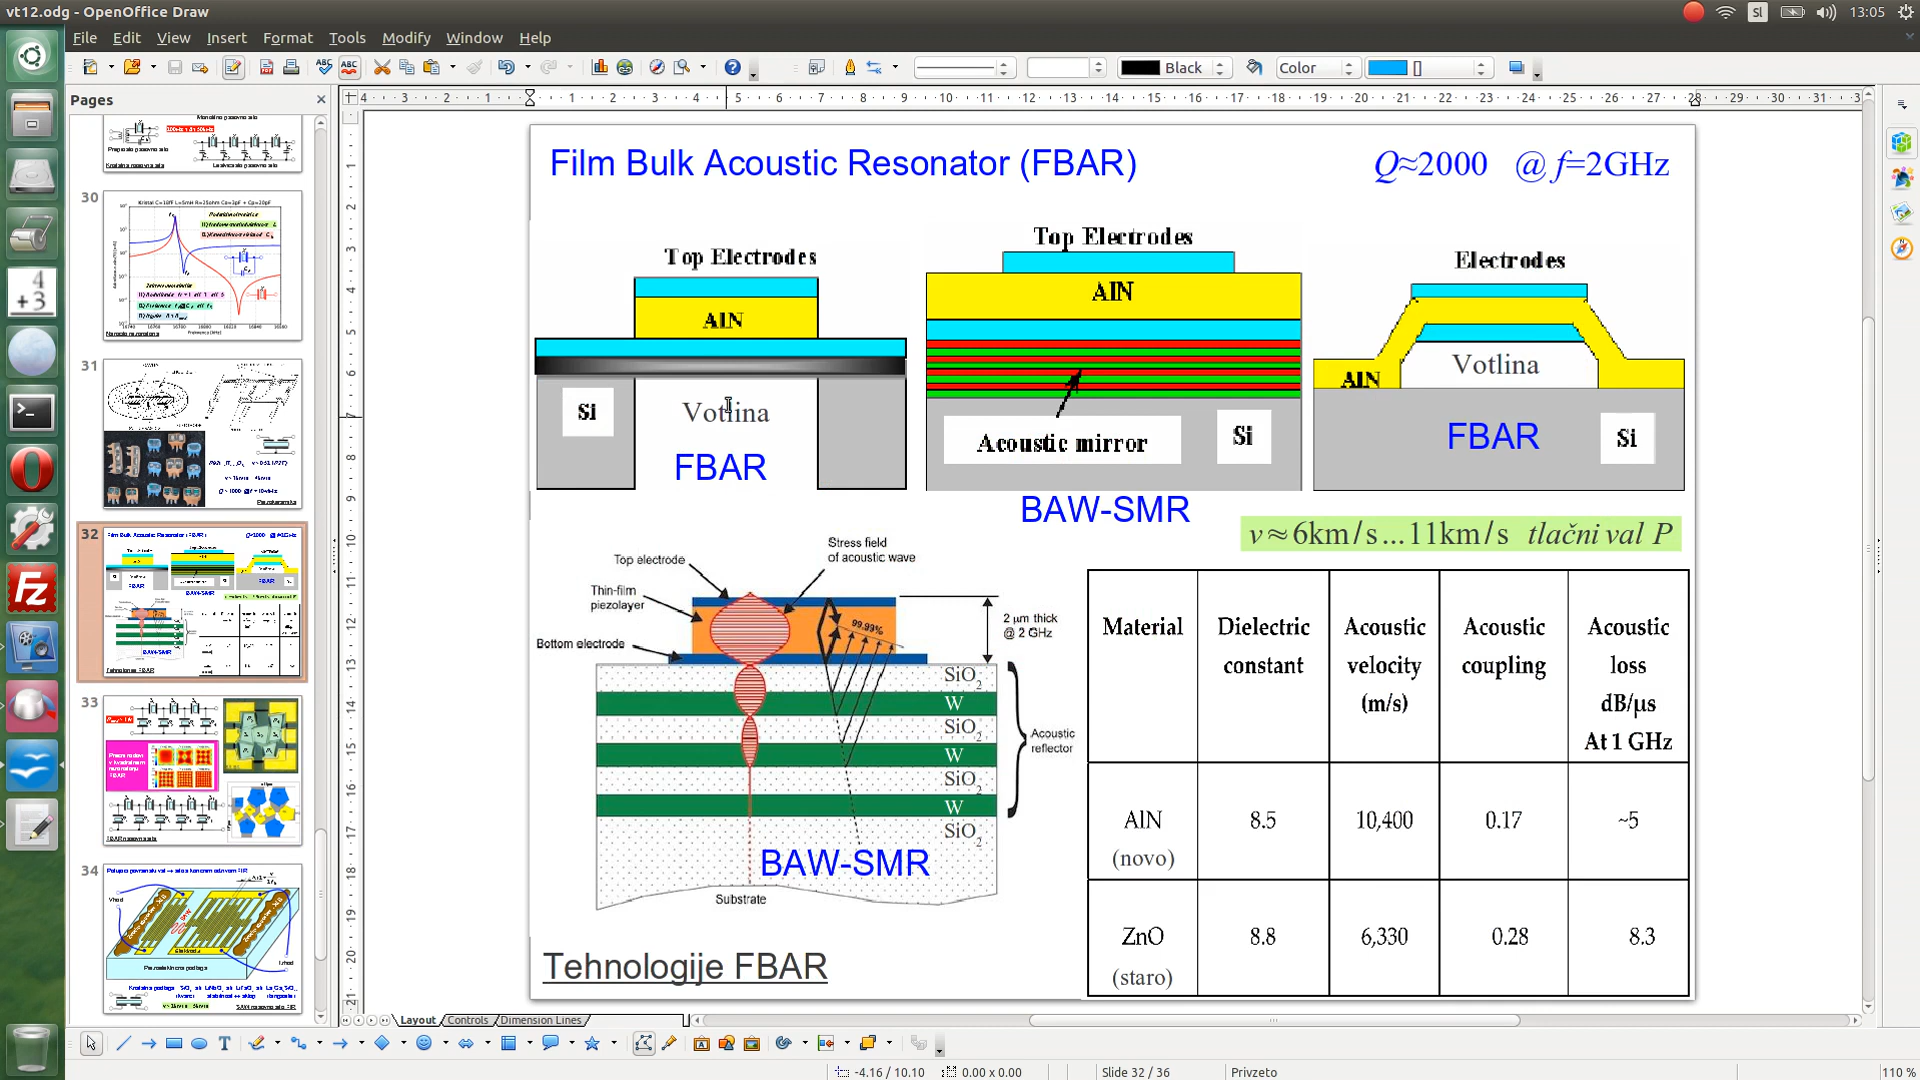 vt12.odg - OpenOffice Draw
Sl
13:05
File Edit View Insert Format Tools Modify Window Help
Black
Color
Pages
30
31
32
33
34
Film Bulk Acoustic Resonator (FBAR)
Q≈2000 @ f=2GHz
Top Electrodes
AlN
Si
Votlina
FBAR
Top Electrodes
AlN
Acoustic mirror
Si
BAW-SMR
Electrodes
Votlina
AlN
FBAR
Si
v≈6km/s...11km/s tlačni val P
Stress field
of acoustic wave
Top electrode
Thin-film
piezolayer
Bottom electrode
99.99%
2 µm thick
@ 2 GHz
SiO2
W
SiO2
W
SiO2
W
SiO2
Acoustic
reflector
BAW-SMR
Substrate
Material
Dielectric
constant
Acoustic
velocity
(m/s)
Acoustic
coupling
Acoustic
loss
dB/µs
At 1 GHz
AlN
(novo)
8.5
10,400
0.17
~5
ZnO
(staro)
8.8
6,330
0.28
8.3
Tehnologije FBAR
Layout Controls Dimension Lines
-4.16 / 10.10
0.00 x 0.00
Slide 32 / 36
Privzeto
110 %